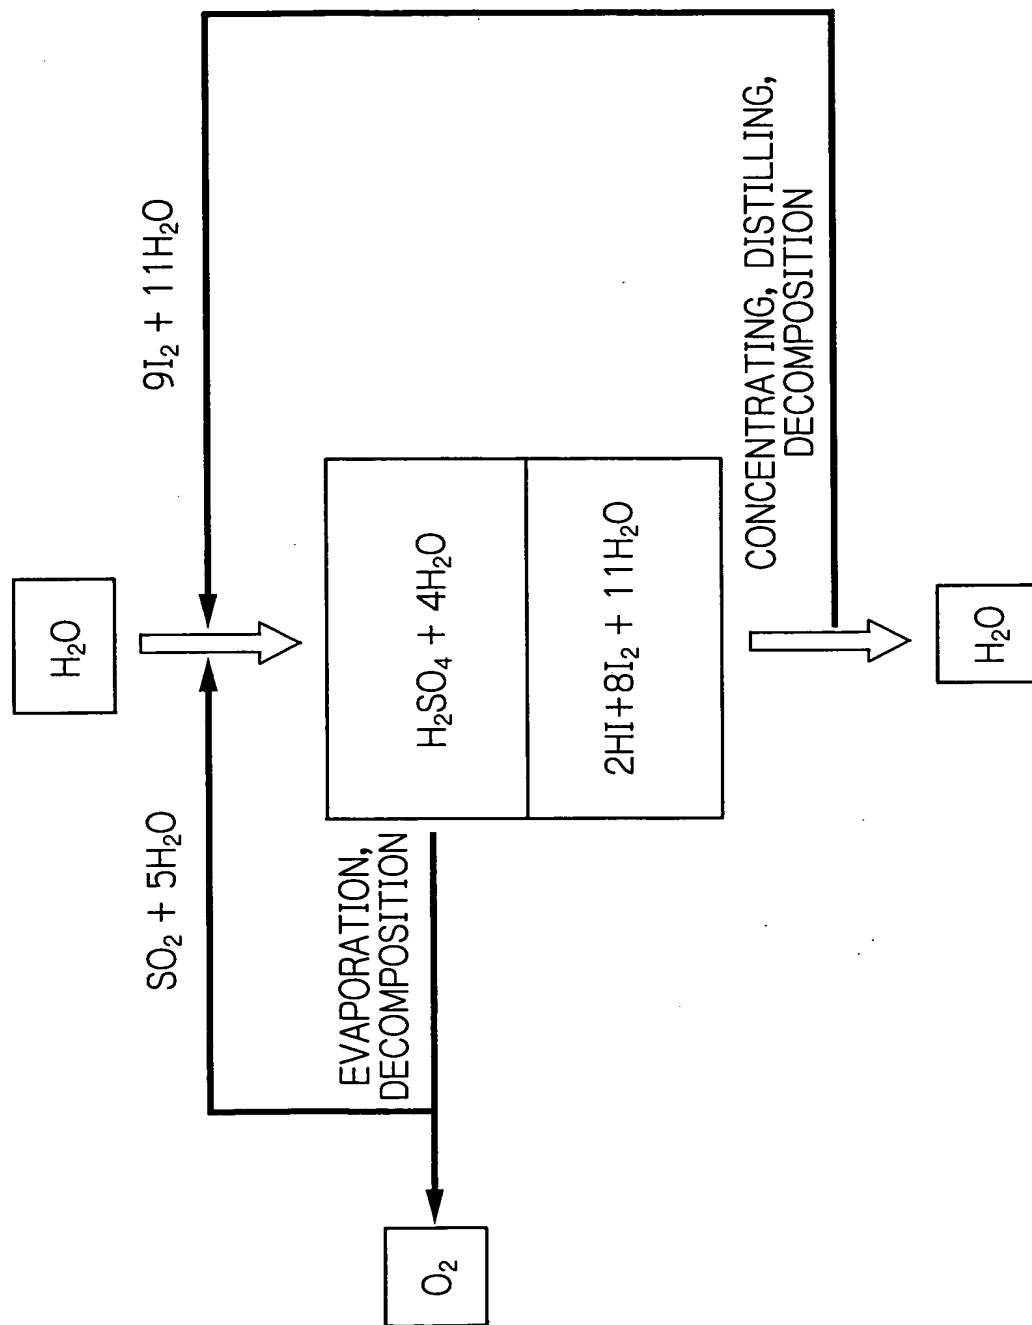 H₂O
SO₂ + 5H₂O
9I₂ + 11H₂O
H₂SO₄ + 4H₂O
2HI+8I₂ + 11H₂O
EVAPORATION,
DECOMPOSITION
CONCENTRATING, DISTILLING,
DECOMPOSITION
O₂
H₂O